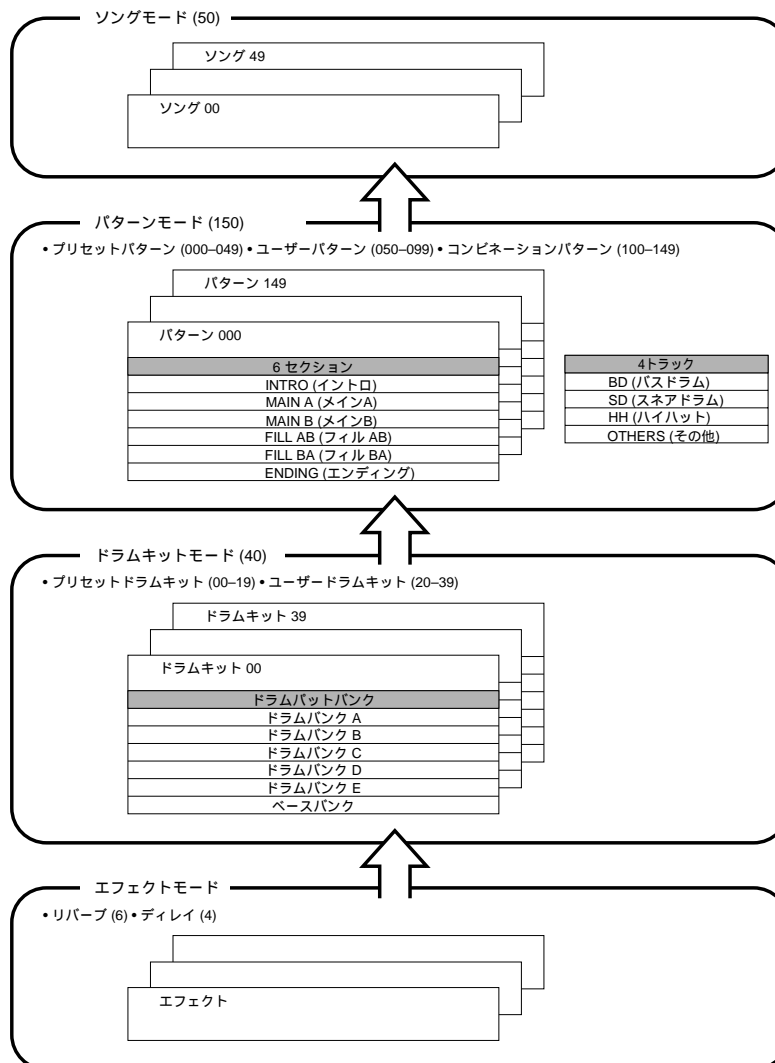 ソングモード (50)
ソング 49
ソング 00
パターンモード (150)
• プリセットパターン (000–049) • ユーザーパターン (050–099) • コンビネーションパターン (100–149)
パターン 149
パターン 000
6 セクション
INTRO (イントロ)
MAIN A (メインA)
MAIN B (メインB)
FILL AB (フィル AB)
FILL BA (フィル BA)
ENDING (エンディング)
4トラック
BD (バスドラム)
SD (スネアドラム)
HH (ハイハット)
OTHERS (その他)
ドラムキットモード (40)
• プリセットドラムキット (00–19) • ユーザードラムキット (20–39)
ドラムキット 39
ドラムキット 00
ドラムパットバンク
ドラムバンク A
ドラムバンク B
ドラムバンク C
ドラムバンク D
ドラムバンク E
ベースバンク
エフェクトモード
• リバーブ (6) • ディレイ (4)
エフェクト